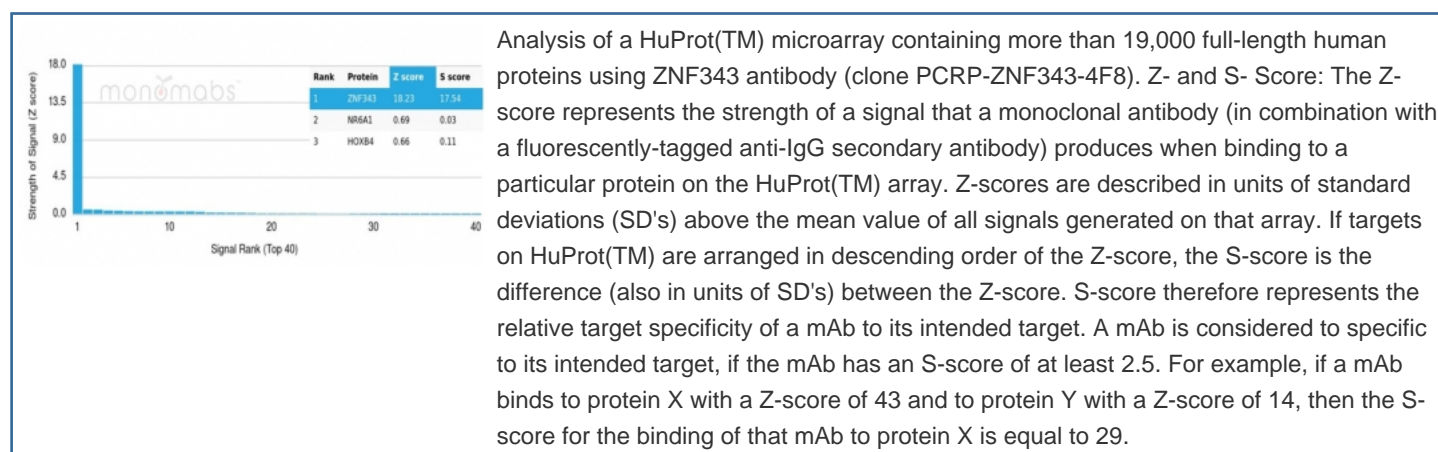 18.0
13.5
9.0
4.5
0.0
Strength of Signal (Z score)
monomabs
Rank Protein Z score S score
1 ZNF343 18.23 17.54
2 NR6A1 0.69 0.03
3 HOXB4 0.66 0.11
1 10 20 30 40
Signal Rank (Top 40)
Analysis of a HuProt(TM) microarray containing more than 19,000 full-length human
proteins using ZNF343 antibody (clone PCRP-ZNF343-4F8). Z- and S- Score: The Z-
score represents the strength of a signal that a monoclonal antibody (in combination with
a fluorescently-tagged anti-IgG secondary antibody) produces when binding to a
particular protein on the HuProt(TM) array. Z-scores are described in units of standard
deviations (SD's) above the mean value of all signals generated on that array. If targets
on HuProt(TM) are arranged in descending order of the Z-score, the S-score is the
difference (also in units of SD's) between the Z-score. S-score therefore represents the
relative target specificity of a mAb to its intended target. A mAb is considered to specific
to its intended target, if the mAb has an S-score of at least 2.5. For example, if a mAb
binds to protein X with a Z-score of 43 and to protein Y with a Z-score of 14, then the S-
score for the binding of that mAb to protein X is equal to 29.